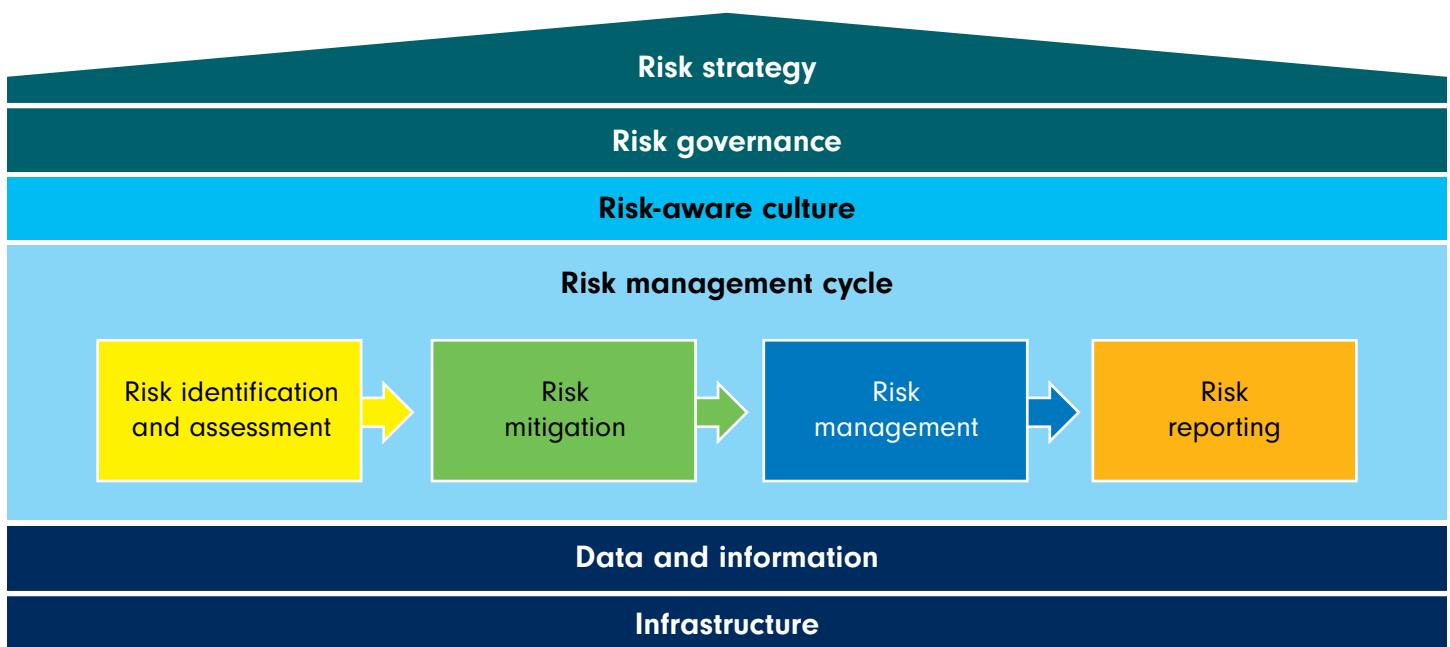 Risk strategy
Risk governance
Risk-aware culture
Risk management cycle
Risk identification
and assessment
Risk
mitigation
Risk
management
Risk
reporting
Data and information
Infrastructure